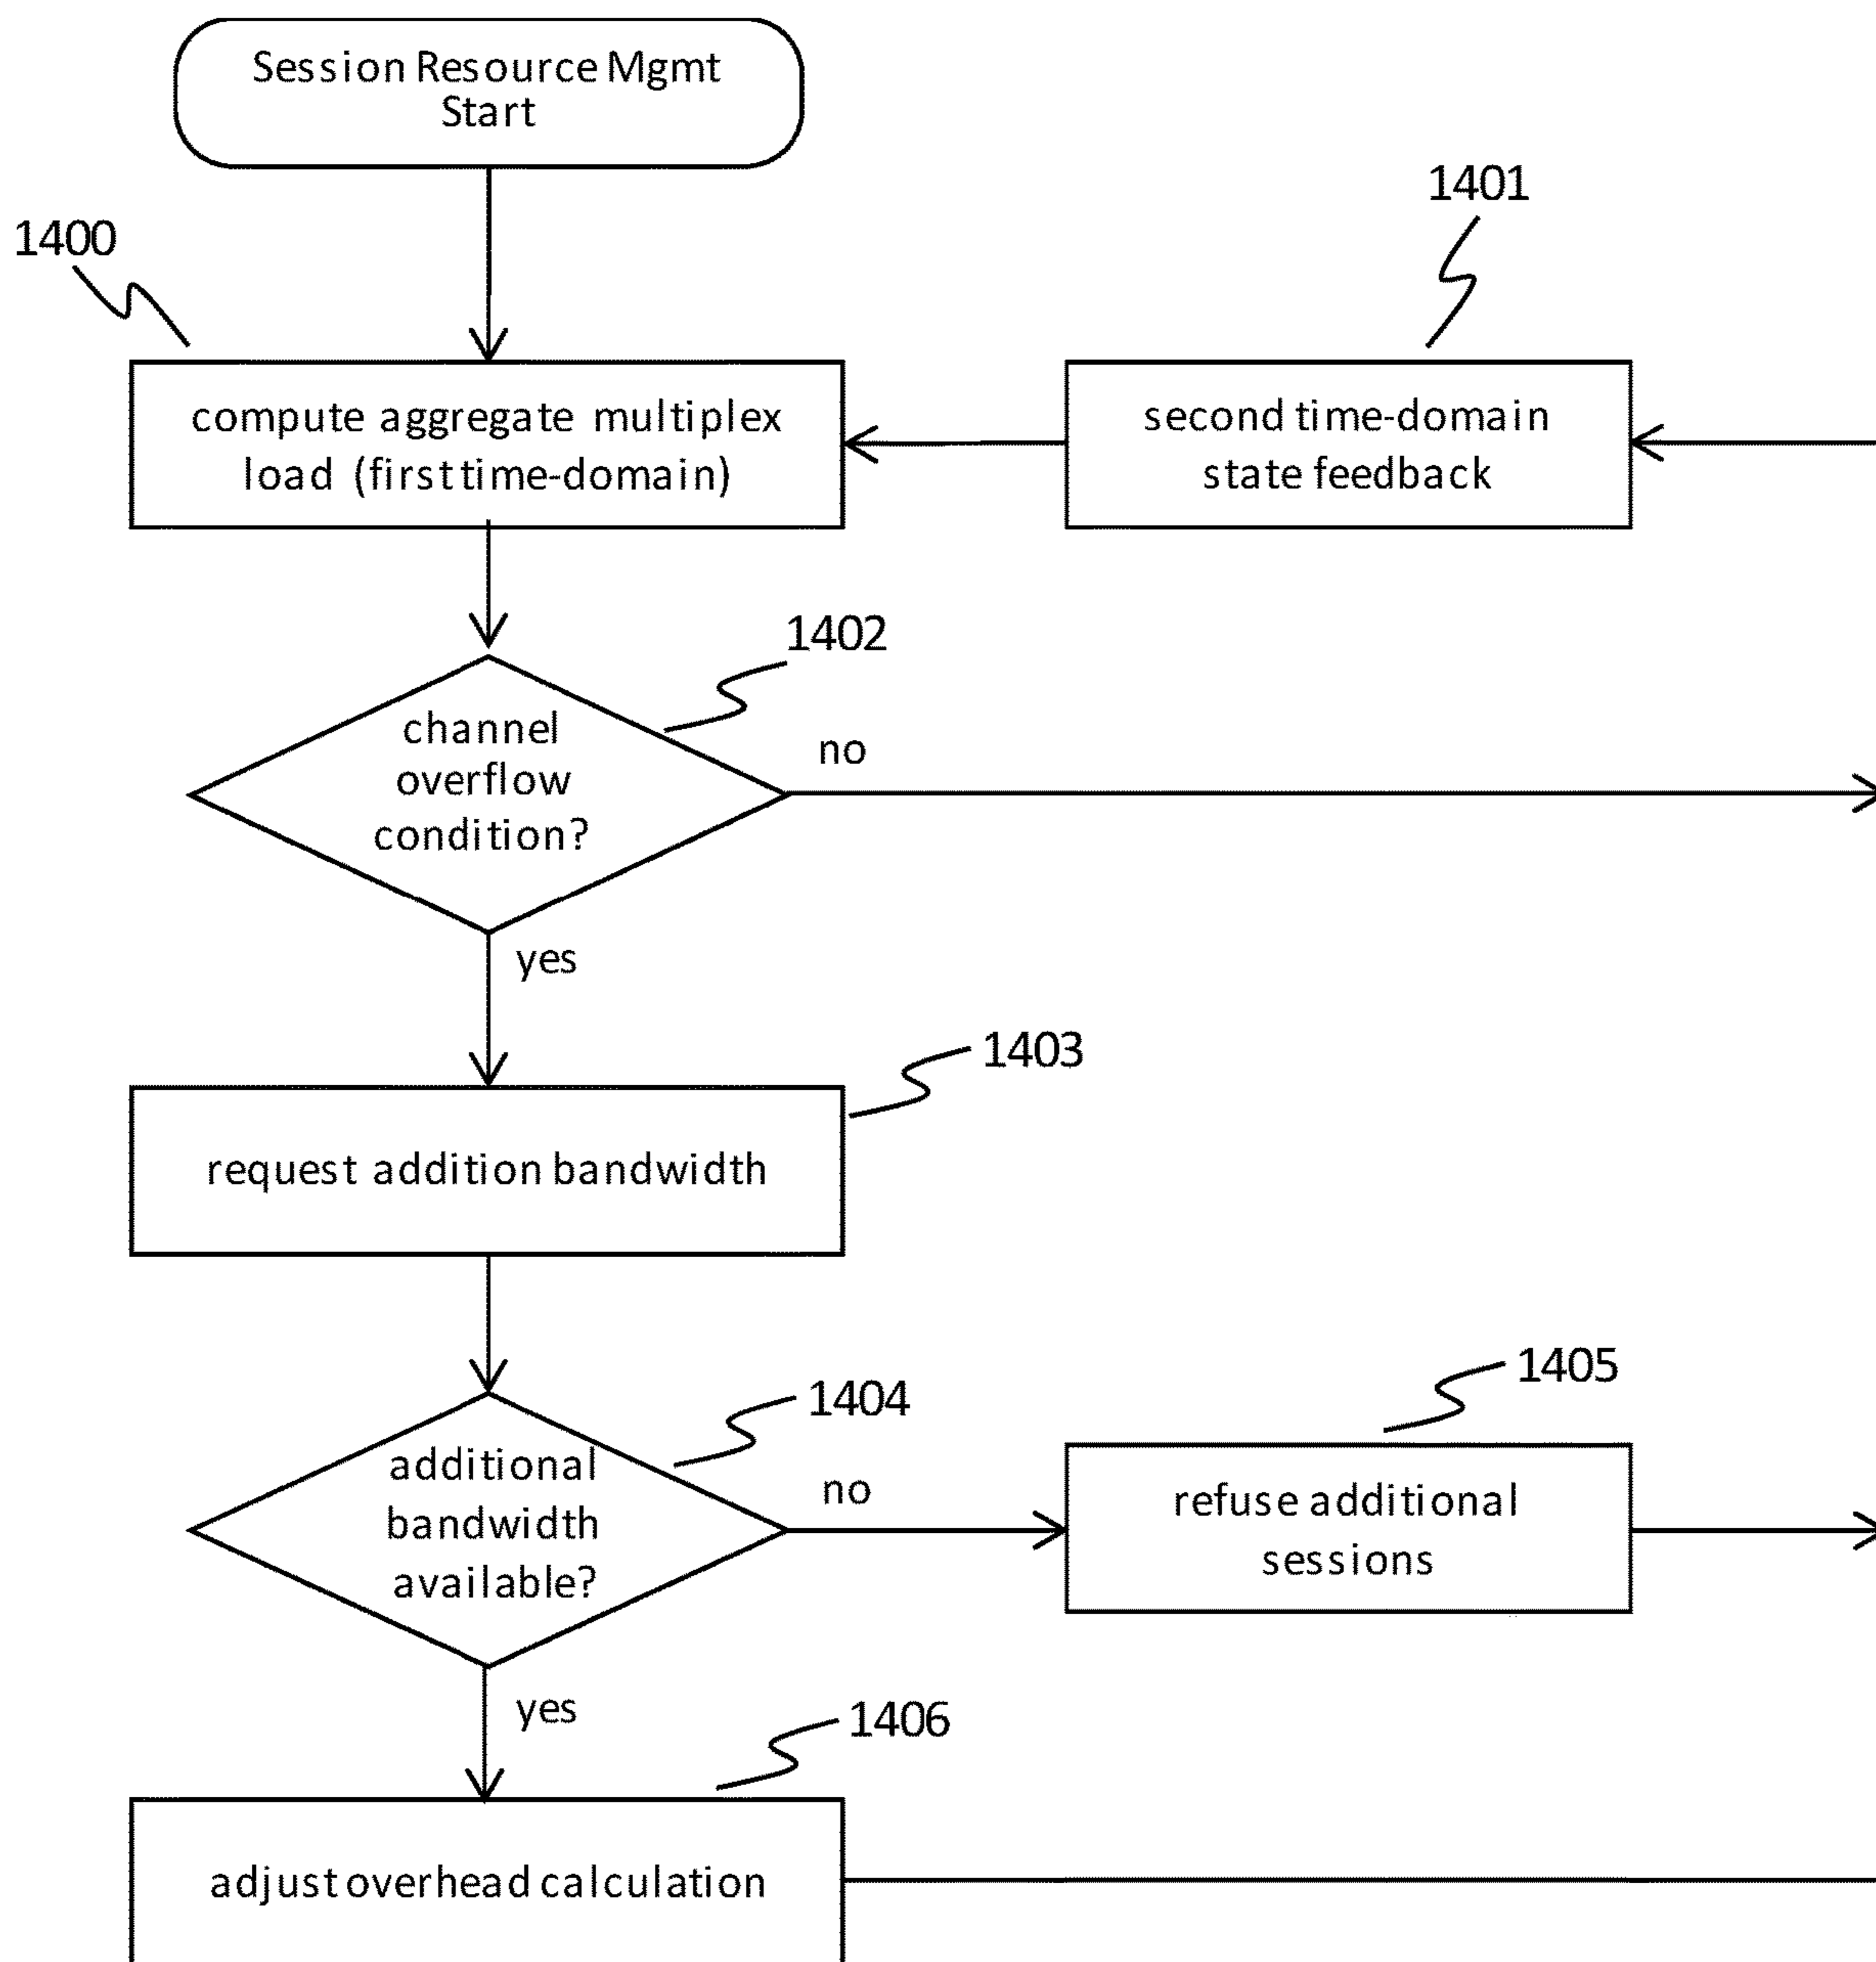 Session Resource Mgmt
Start
1400
1401
compute aggregate multiplex
load (first time-domain)
second time-domain
state feedback
1402
channel
overflow
condition?
no
yes
1403
request addition bandwidth
1404
additional
bandwidth
available?
no
1405
refuse additional
sessions
yes
1406
adjust overhead calculation